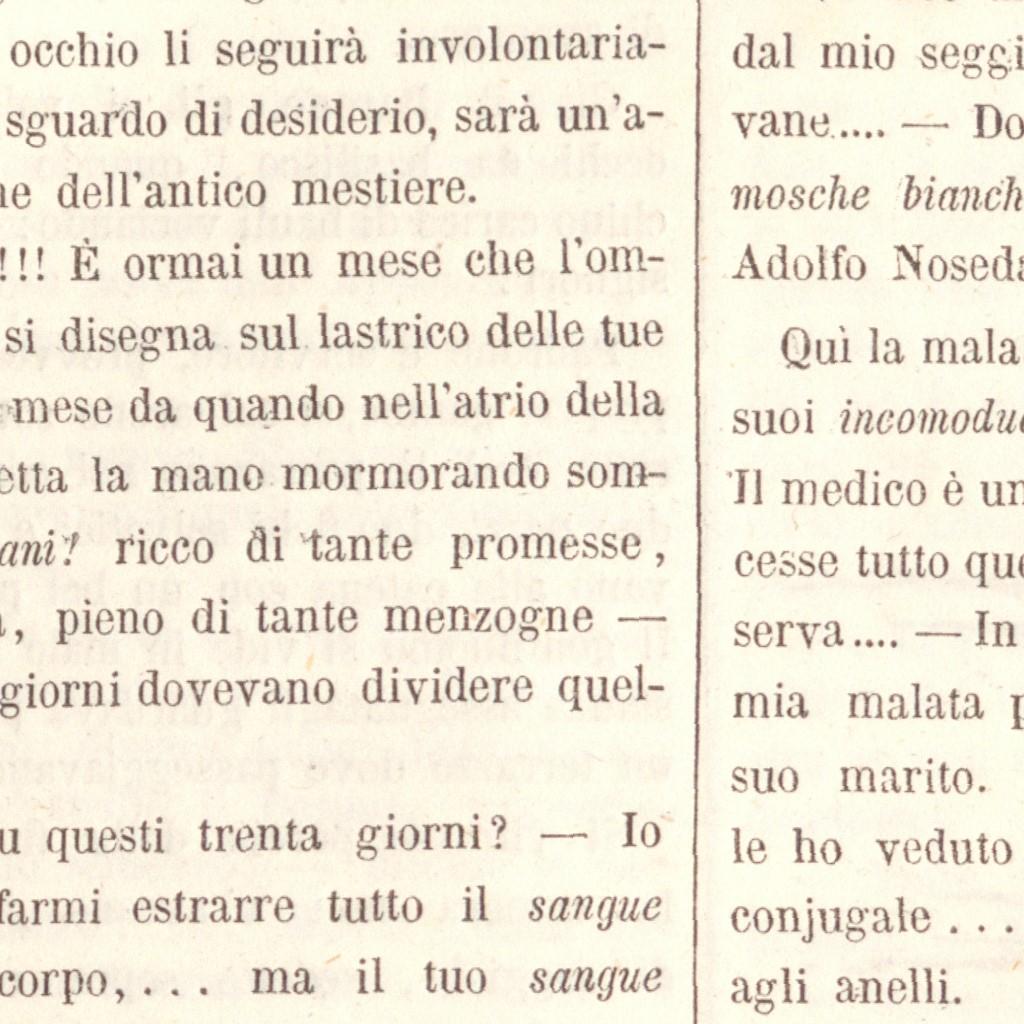 occhio li seguirà involontaria-
sguardo di desiderio, sarà un'a-
dell'antico mestiere.
!!! È ormai un mese che l'om-
si disegna sul lastrico delle tue
mese da quando nell'atrio della
etta la mano mormorando som-
ani! ricco di tante promesse,
, pieno di tante menzogne —
giorni dovevano dividere quel-
u questi trenta giorni? — Io
farmi estrarre tutto il sangue
corpo,... ma il tuo sangue
dal mio seggi
vane.... — Do
mosche bianch
Adolfo Noseda
Quì la mala
suoi incomodu
Il medico è un
cesse tutto que
serva.... — In
mia malata p
suo marito.
le ho veduto
conjugale...
agli anelli.